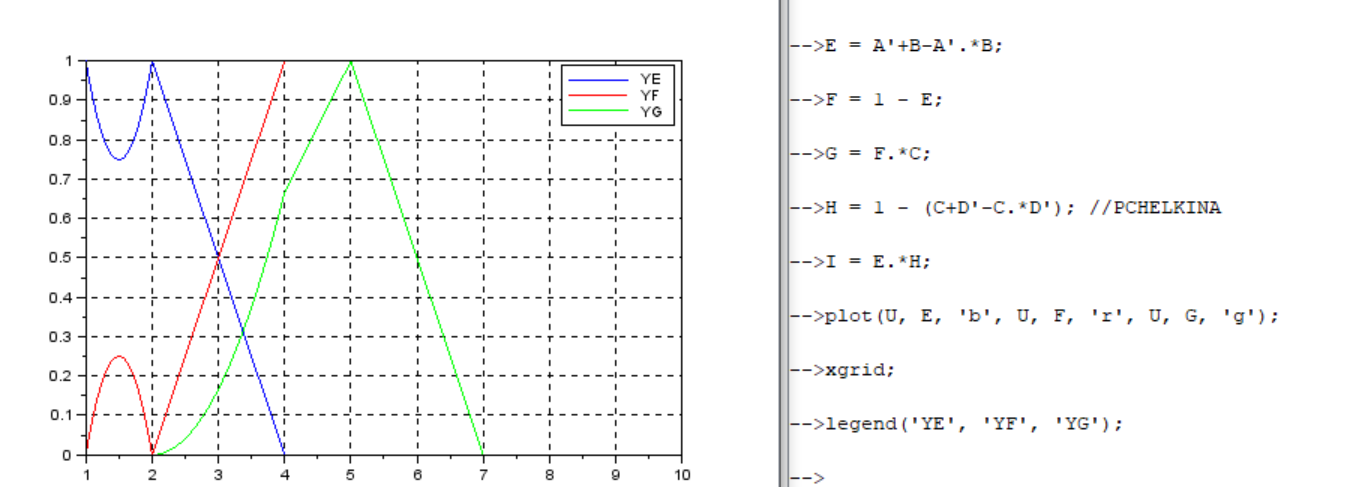 1
0.9
0.8
0.7
0.6
0.5
0.4
0.3
0.2
0.1
0
1 2 3 4 5 6 7 8 9 10
YE
YF
YG
-->E = A'+B-A'.*B;
-->F = 1 - E;
-->G = F.*C;
-->H = 1 - (C+D'-C.*D'); //PCHELKINA
-->I = E.*H;
-->plot(U, E, 'b', U, F, 'r', U, G, 'g');
-->xgrid;
-->legend('YE', 'YF', 'YG');
-->